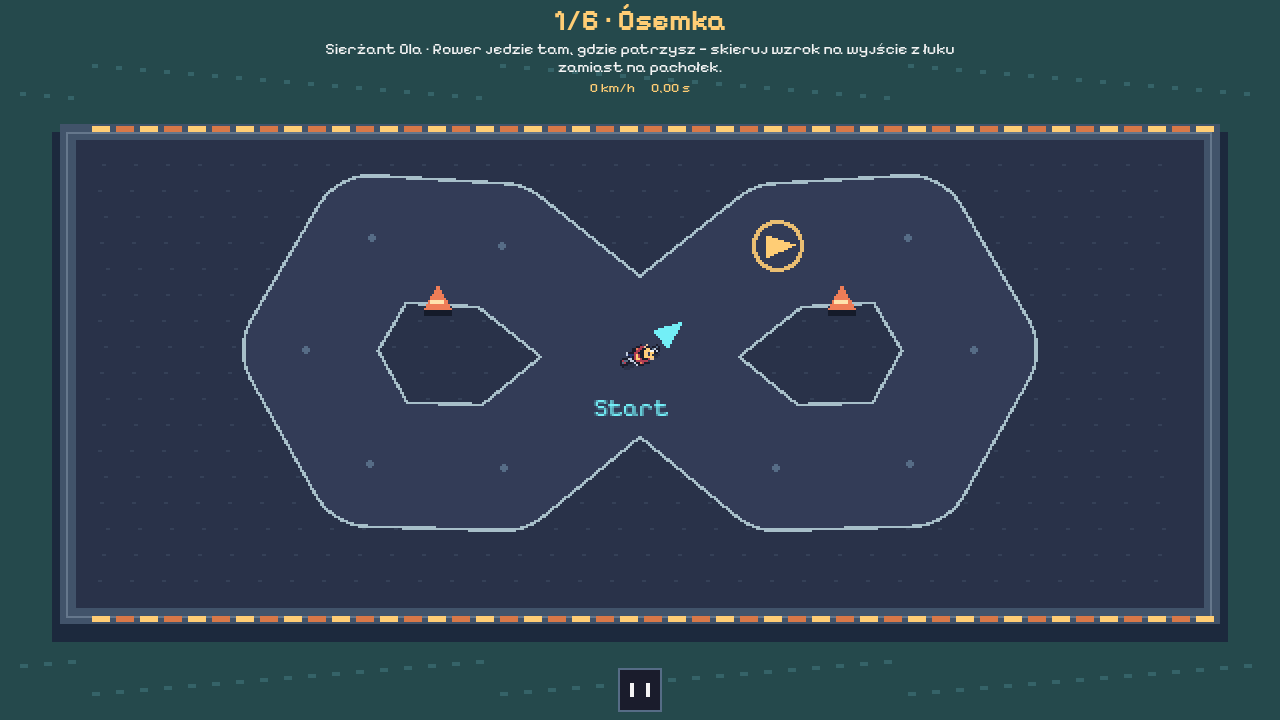 1/6 · Ósemka
Sierżant Ola · Rower jedzie tam, gdzie patrzysz - skieruj wzrok na wyjście z łuku
zamiast na pachołek.
0 km/h 0,00 s
Start